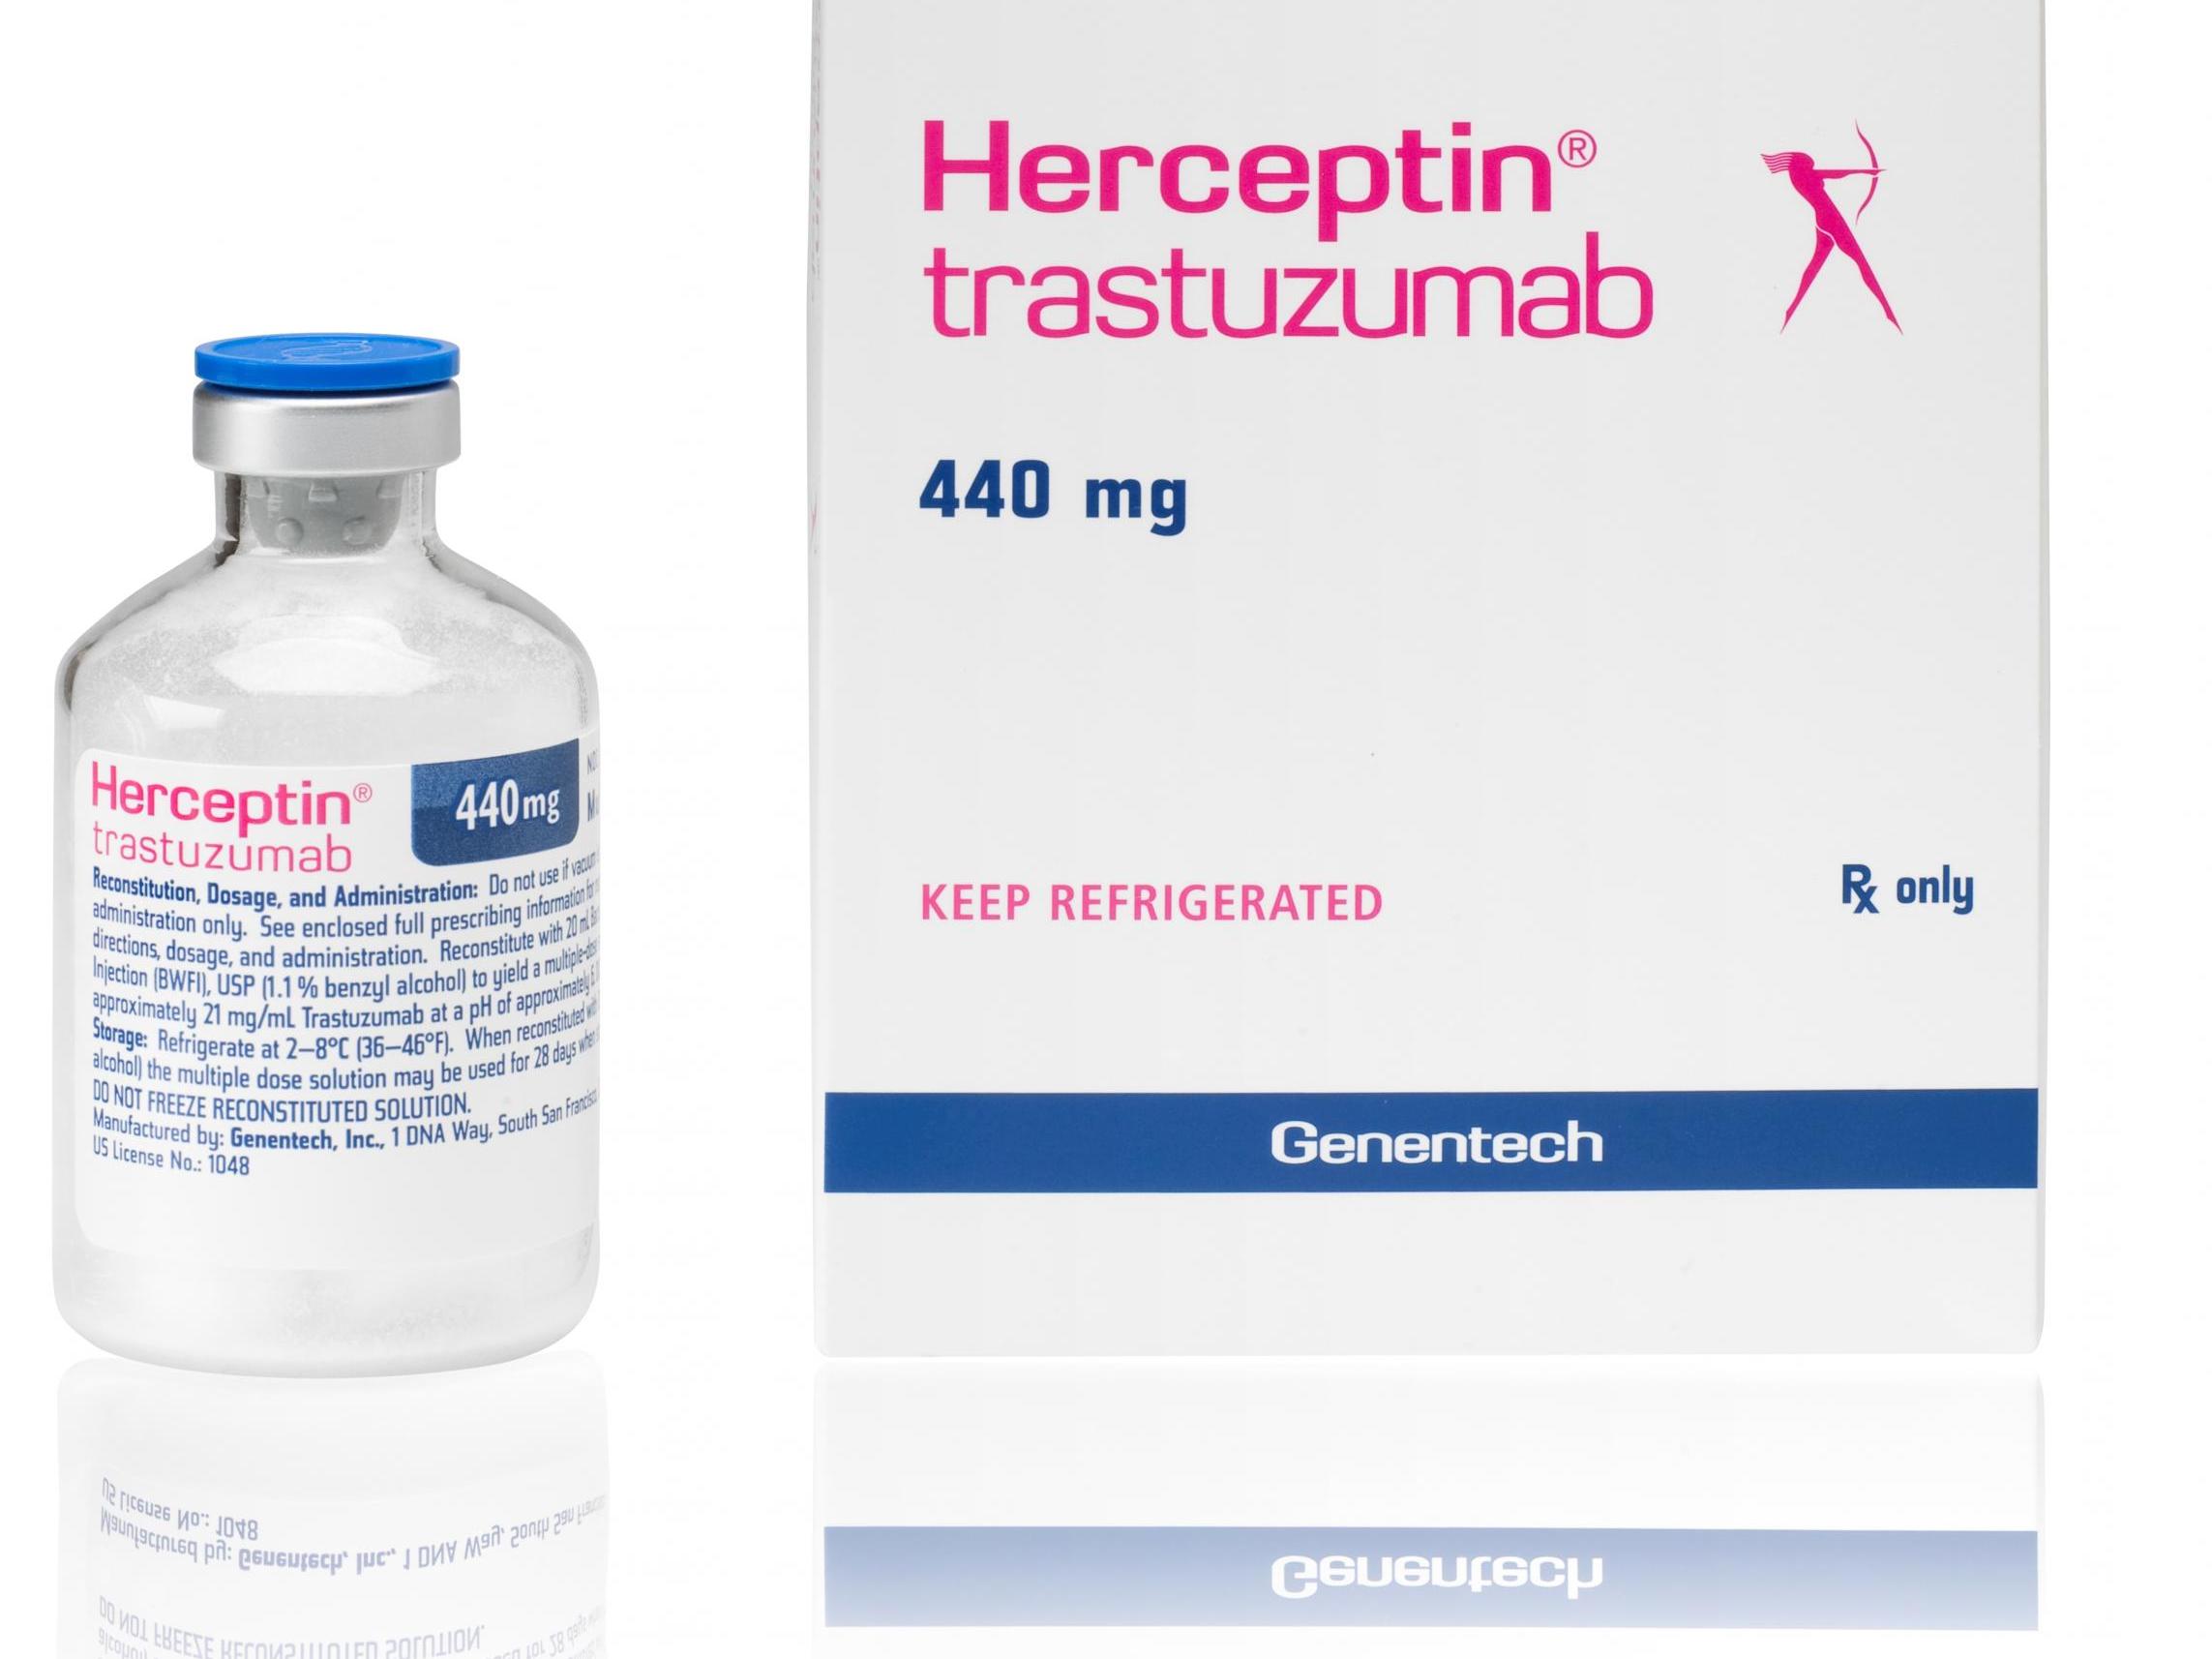 Herceptin®
trastuzumab
440 mg
Reconstitution, Dosage, and Administration: Do not use if vacuum
administration only. See enclosed full prescribing information for
directions, dosage, and administration. Reconstitute with 20 mL
Injection (BWFI), USP (1.1 % benzyl alcohol) to yield a multiple-dose
approximately 21 mg/mL Trastuzumab at a pH of approximately
Storage: Refrigerate at 2–8°C (36–46°F). When reconstituted with
alcohol) the multiple dose solution may be used for 28 days when
DO NOT FREEZE RECONSTITUTED SOLUTION.
Manufactured by: Genentech, Inc., 1 DNA Way, South San Francisco
US License No.: 1048
Herceptin®
trastuzumab
440 mg
KEEP REFRIGERATED
Rx only
Genentech